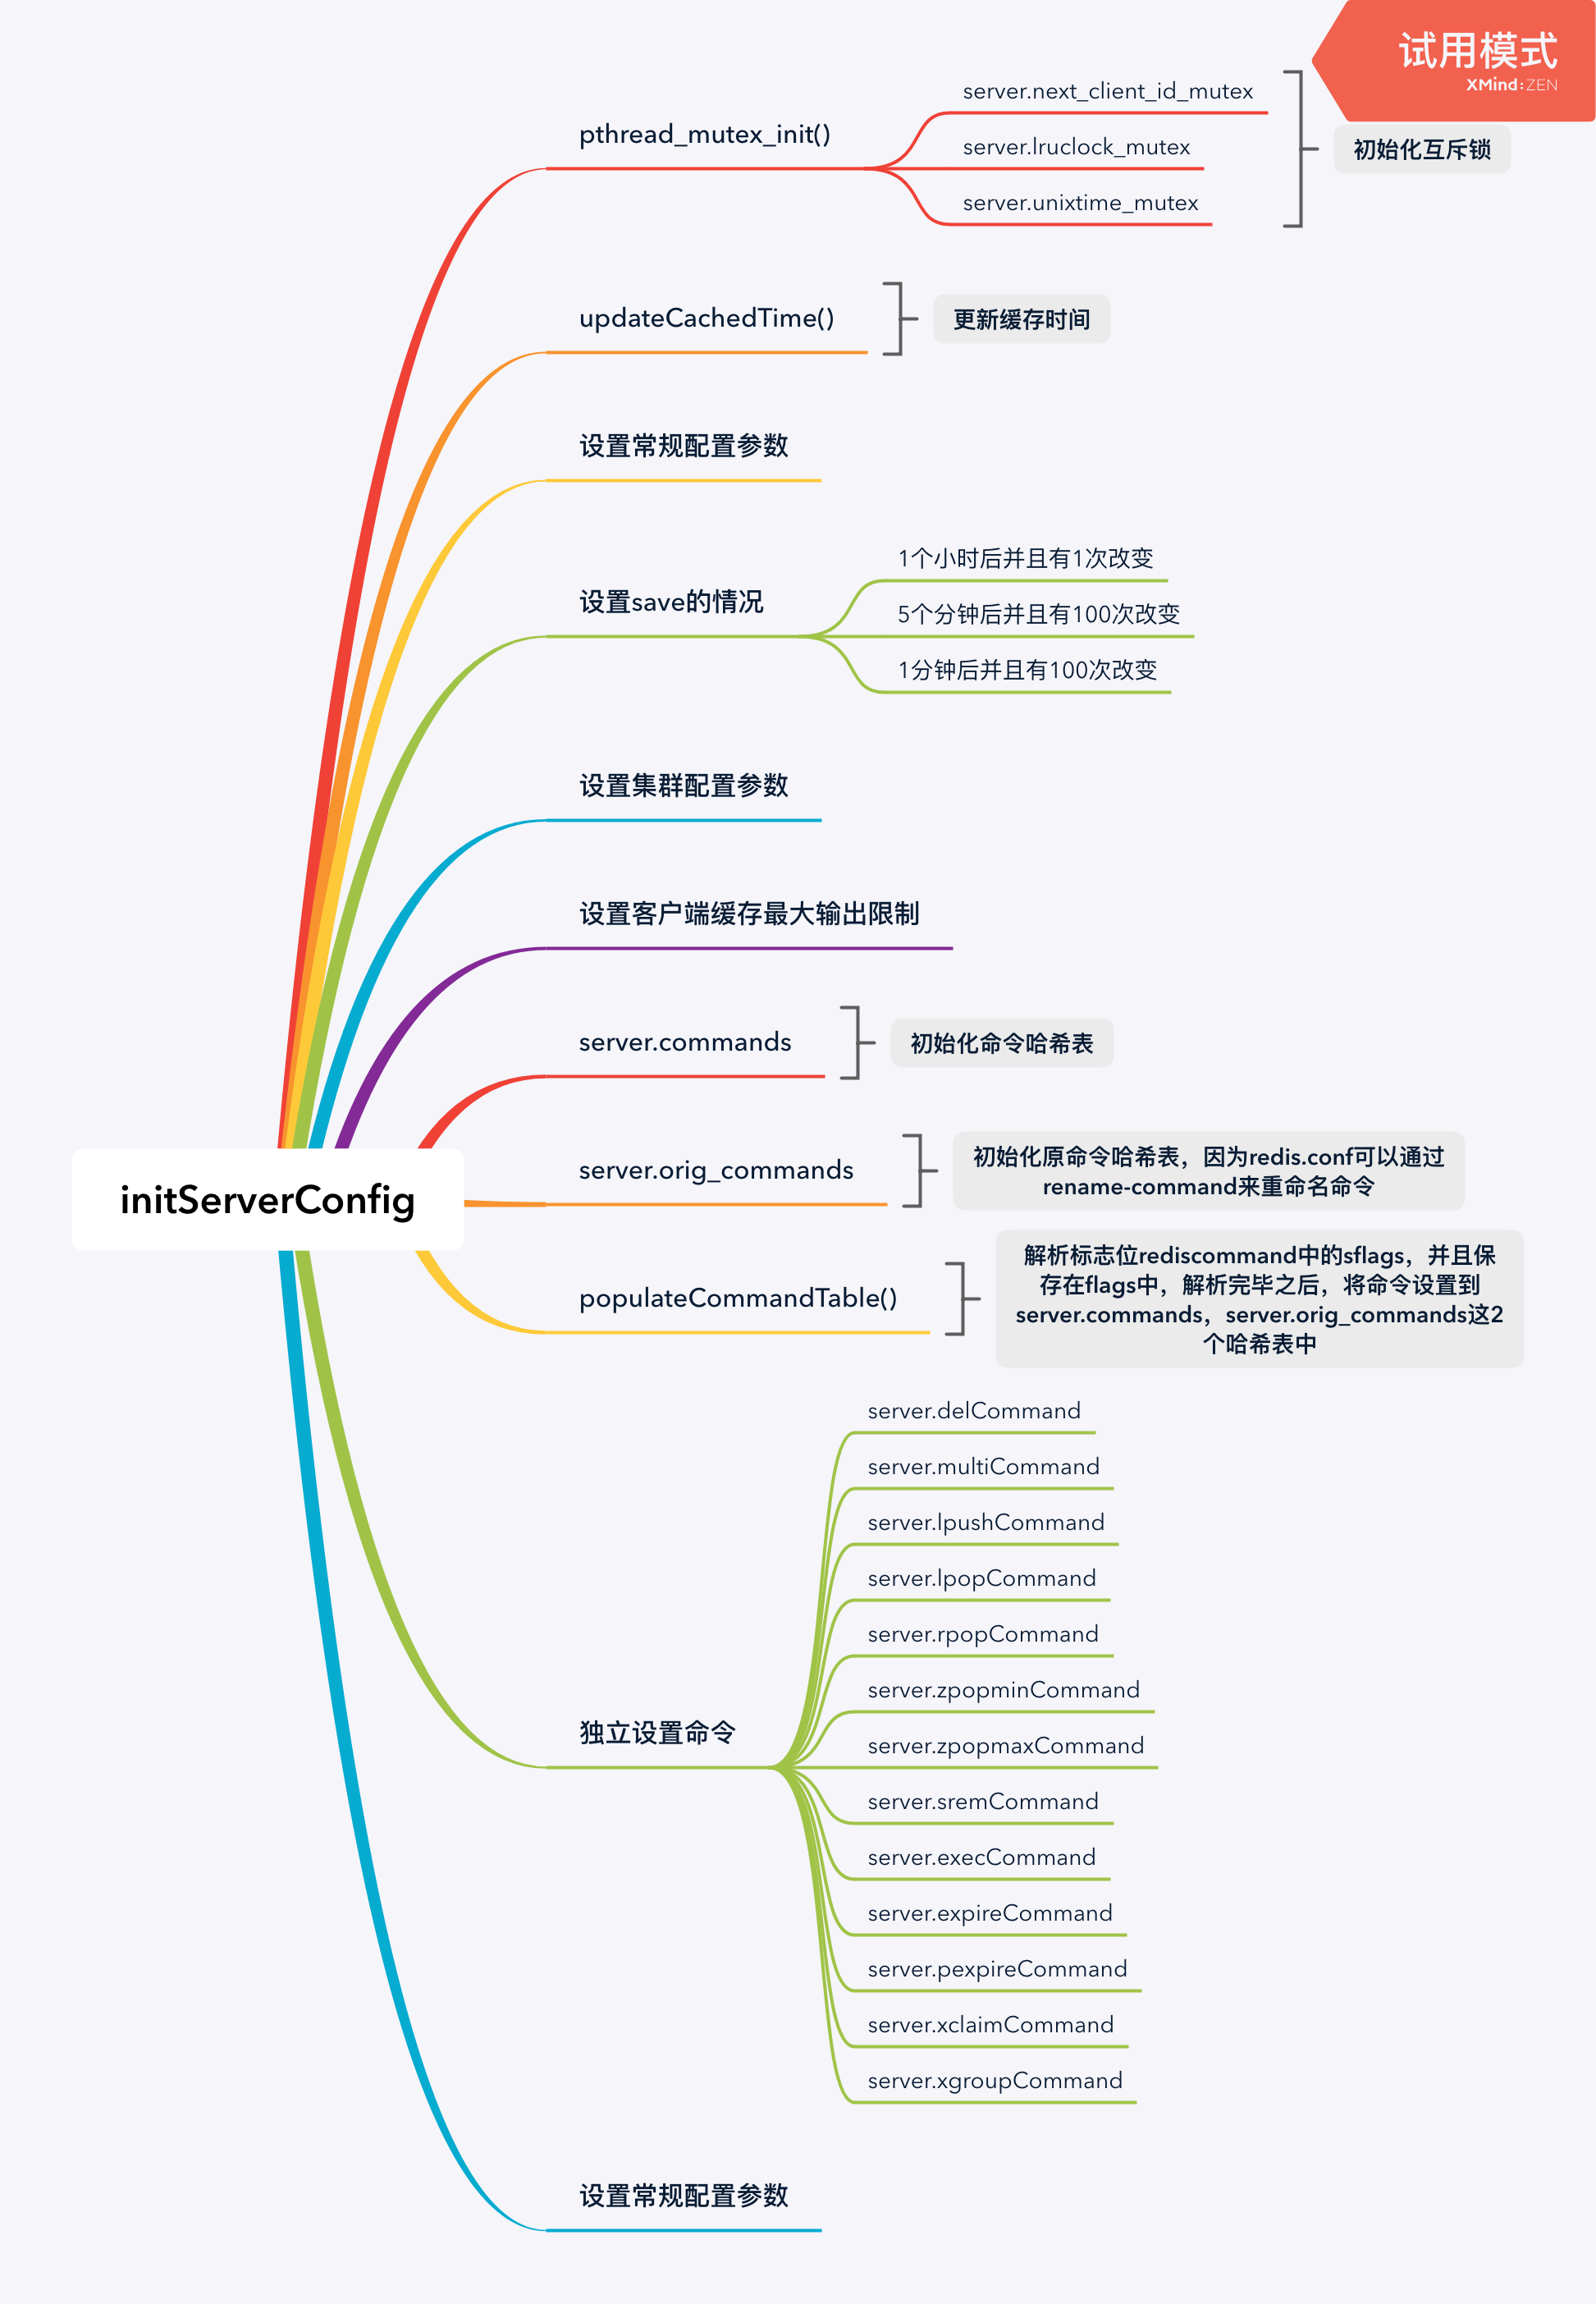 试用模式
XMind:ZEN
pthread_mutex_init()
server.next_client_id_mutex
server.lruclock_mutex
server.unixtime_mutex
初始化互斥锁
updateCachedTime()
更新缓存时间
设置常规配置参数
设置save的情况
1个小时后并且有1次改变
5个分钟后并且有100次改变
1分钟后并且有100次改变
设置集群配置参数
设置客户端缓存最大输出限制
server.commands
初始化命令哈希表
initServerConfig
server.orig_commands
初始化原命令哈希表，因为redis.conf可以通过
rename-command来重命名命令
populateCommandTable()
解析标志位rediscommand中的sflags，并且保
存在flags中，解析完毕之后，将命令设置到
server.commands，server.orig_commands这2
个哈希表中
独立设置命令
server.delCommand
server.multiCommand
server.lpushCommand
server.lpopCommand
server.rpopCommand
server.zpopminCommand
server.zpopmaxCommand
server.sremCommand
server.execCommand
server.expireCommand
server.pexpireCommand
server.xclaimCommand
server.xgroupCommand
设置常规配置参数